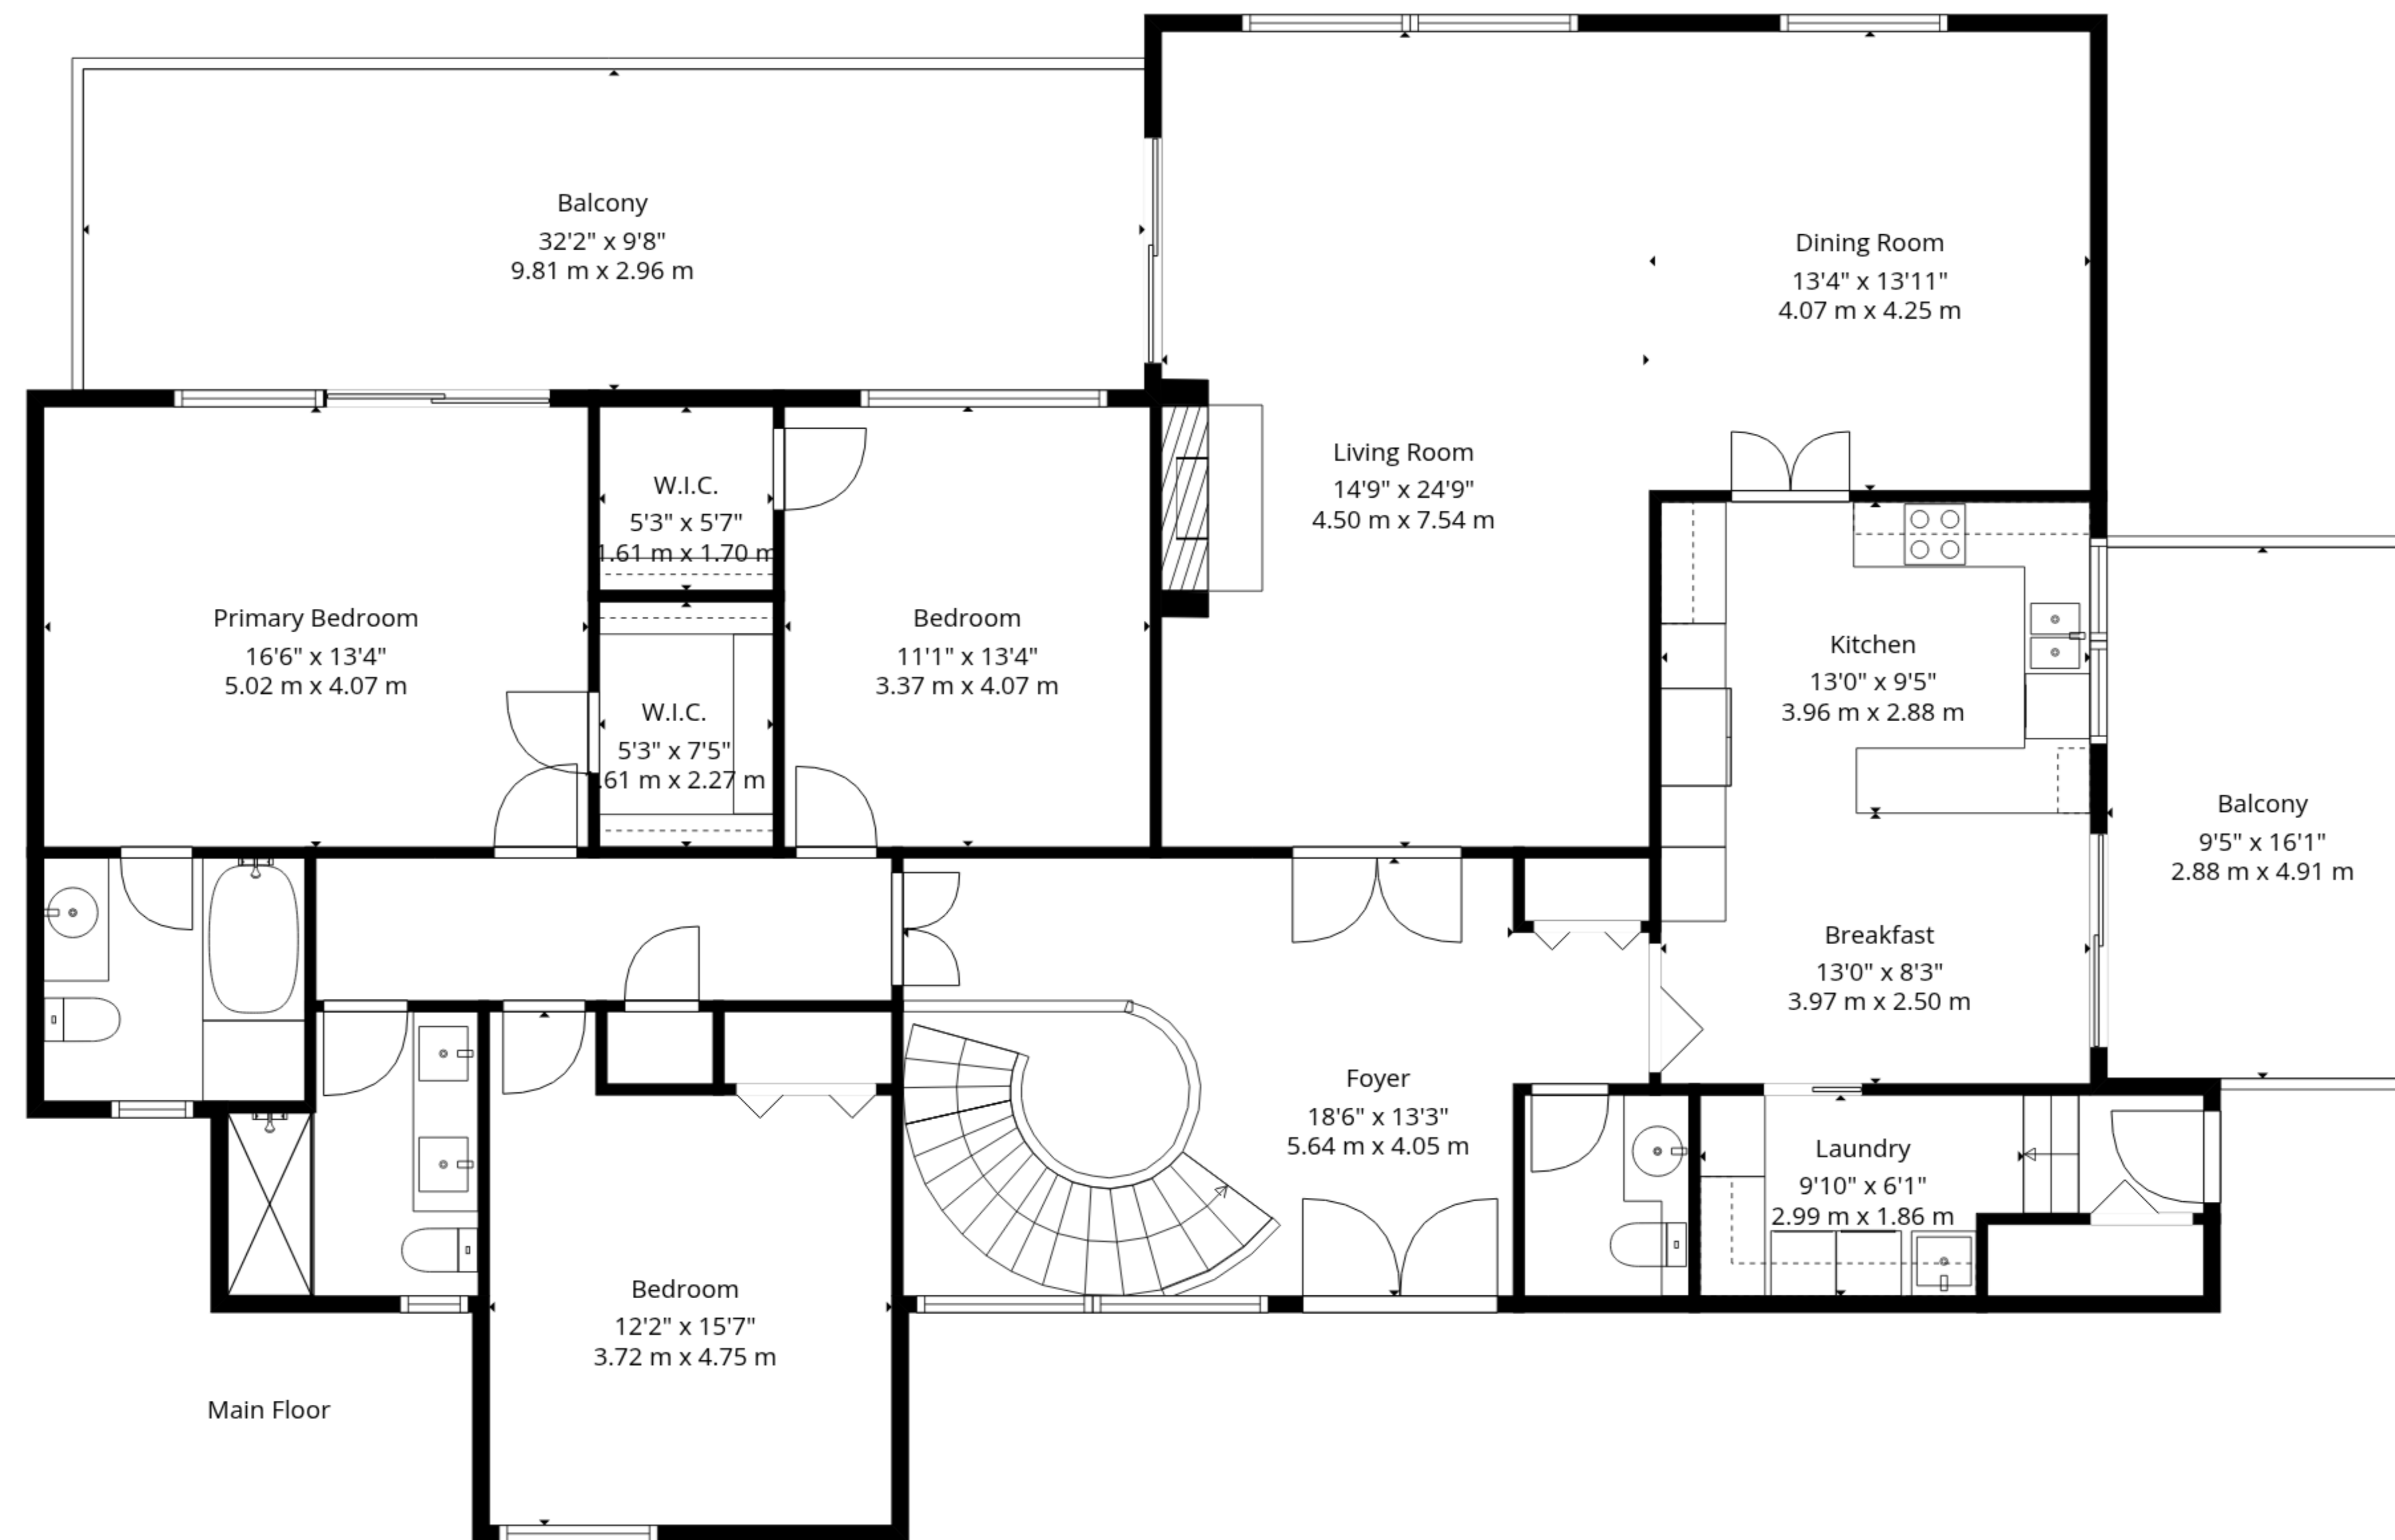 Balcony
32'2" x 9'8"
9.81 m x 2.96 m
Dining Room
13'4" x 13'11"
4.07 m x 4.25 m
Living Room
14'9" x 24'9"
4.50 m x 7.54 m
W.I.C.
5'3" x 5'7"
1.61 m x 1.70 m
Primary Bedroom
16'6" x 13'4"
5.02 m x 4.07 m
Bedroom
11'1" x 13'4"
3.37 m x 4.07 m
Kitchen
13'0" x 9'5"
3.96 m x 2.88 m
W.I.C.
5'3" x 7'5"
.61 m x 2.27 m
Balcony
9'5" x 16'1"
2.88 m x 4.91 m
Breakfast
13'0" x 8'3"
3.97 m x 2.50 m
Foyer
18'6" x 13'3"
5.64 m x 4.05 m
Laundry
9'10" x 6'1"
2.99 m x 1.86 m
Bedroom
12'2" x 15'7"
3.72 m x 4.75 m
Main Floor